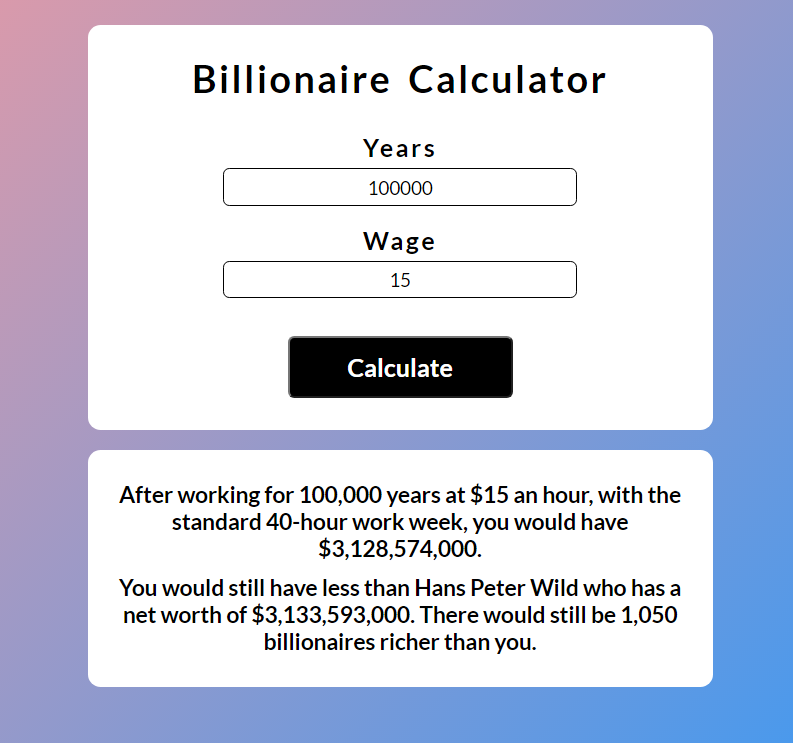 Billionaire Calculator
Years
100000
Wage
15
Calculate
After working for 100,000 years at $15 an hour, with the
standard 40-hour work week, you would have
$3,128,574,000.
You would still have less than Hans Peter Wild who has a
net worth of $3,133,593,000. There would still be 1,050
billionaires richer than you.